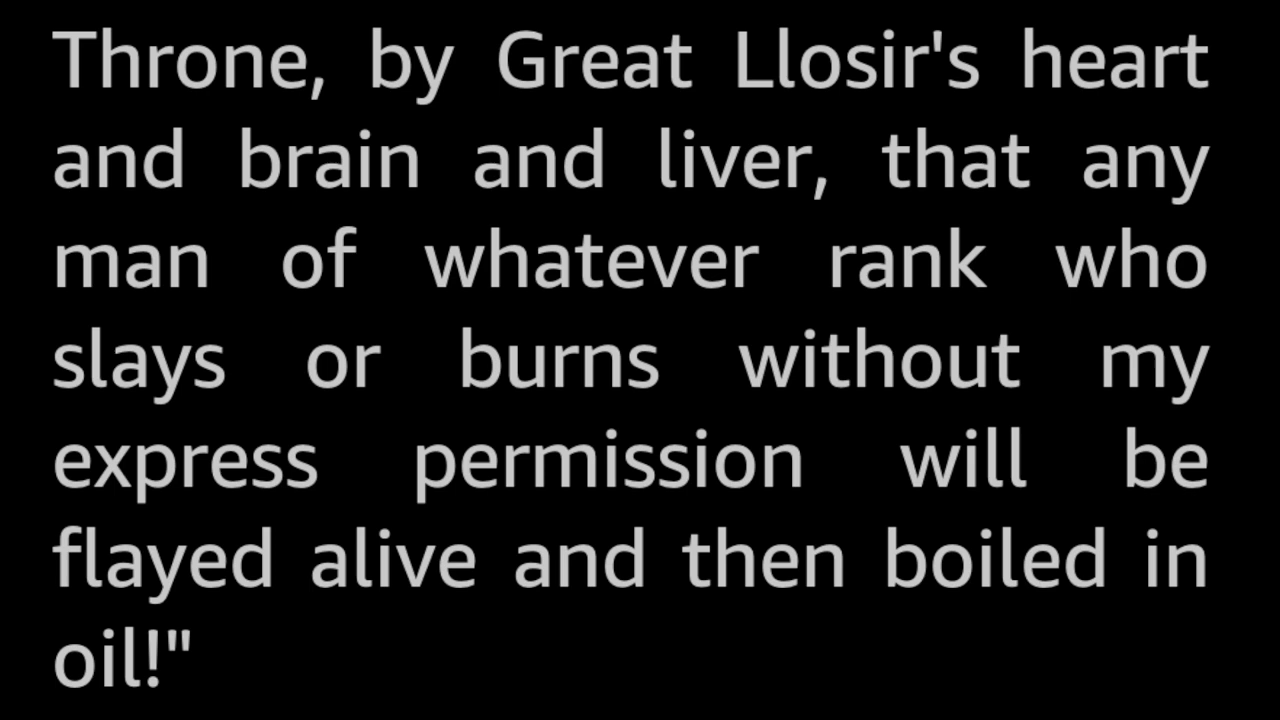 Throne, by Great Llosir's heart
and brain and liver, that any
man of whatever rank who
slays or burns without my
express permission will be
flayed alive and then boiled in
oil!"